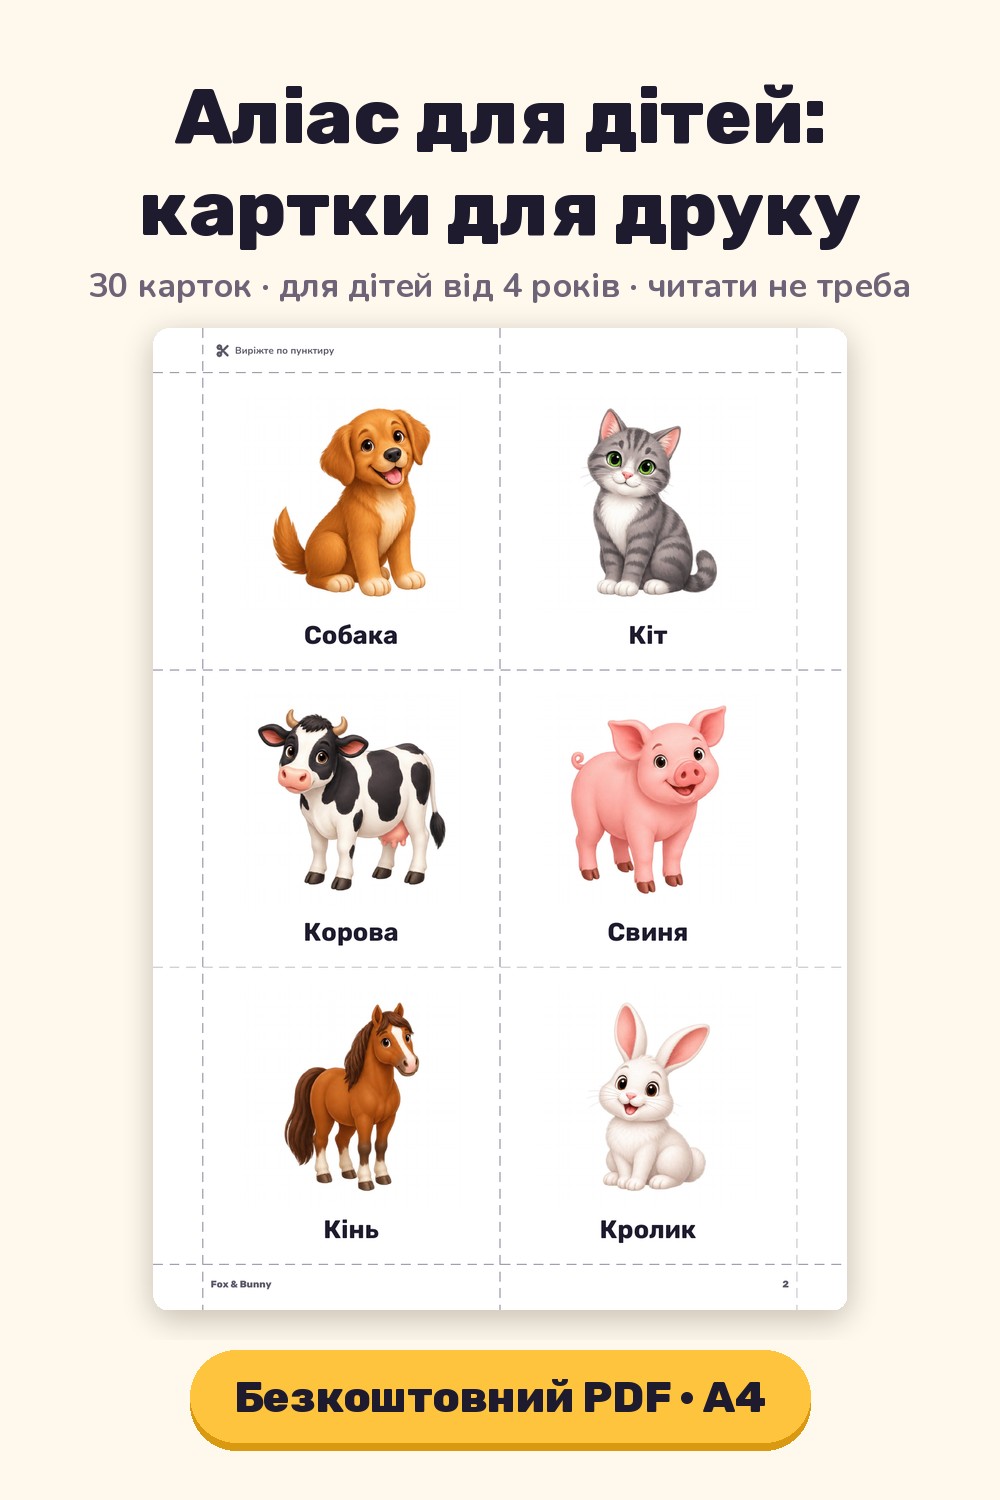 Аліас для дітей:
картки для друку
30 карток · для дітей від 4 років · читати не треба
Виріжте по пунктиру
Собака
Кіт
Корова
Свиня
Кінь
Кролик
Fox & Bunny
2
Безкоштовний PDF • A4